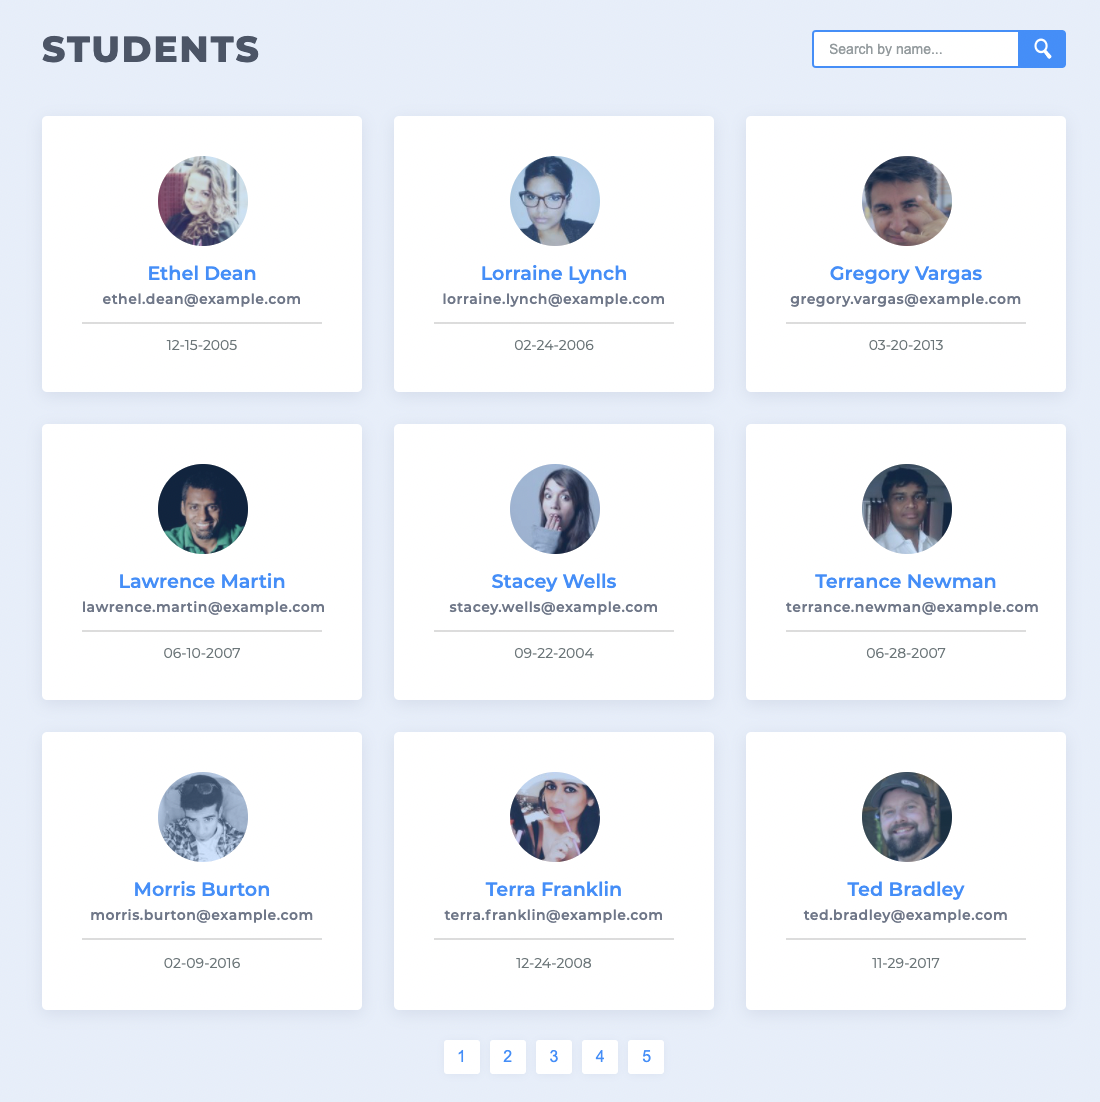 STUDENTS
Search by name...
Ethel Dean
ethel.dean@example.com
12-15-2005
Lorraine Lynch
lorraine.lynch@example.com
02-24-2006
Gregory Vargas
gregory.vargas@example.com
03-20-2013
Lawrence Martin
lawrence.martin@example.com
06-10-2007
Stacey Wells
stacey.wells@example.com
09-22-2004
Terrance Newman
terrance.newman@example.com
06-28-2007
Morris Burton
morris.burton@example.com
02-09-2016
Terra Franklin
terra.franklin@example.com
12-24-2008
Ted Bradley
ted.bradley@example.com
11-29-2017
1 2 3 4 5